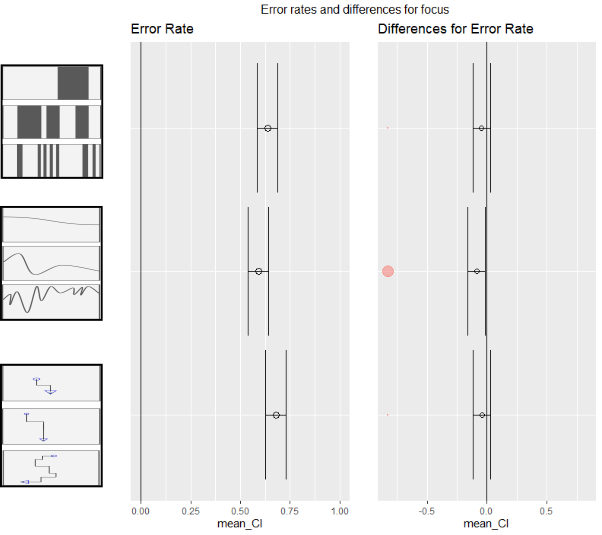 Error rates and differences for focus
Error Rate
Differences for Error Rate
0.00 0.25 0.50 0.75 1.00
-0.5 0.0 0.5
mean_CI
mean_CI